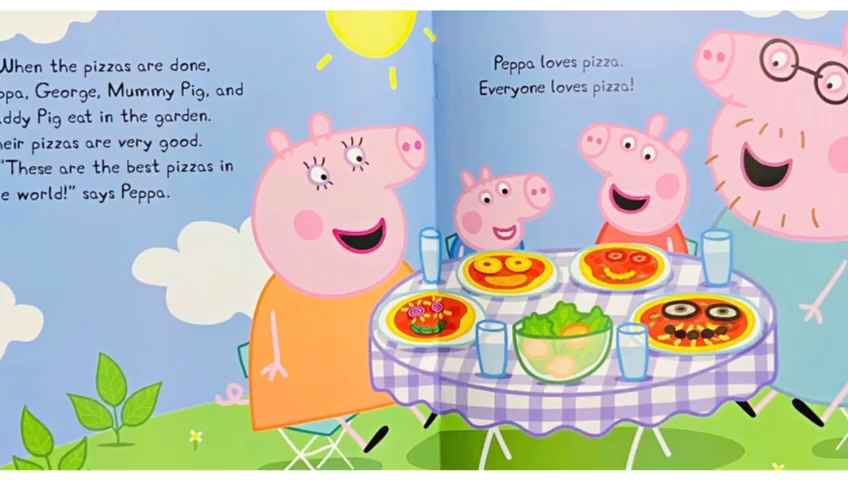 When the pizzas are done,
ppa, George, Mummy Pig, and
ddy Pig eat in the garden.
eir pizzas are very good.
"These are the best pizzas in
e world!" says Peppa.
Peppa loves pizza.
Everyone loves pizza!